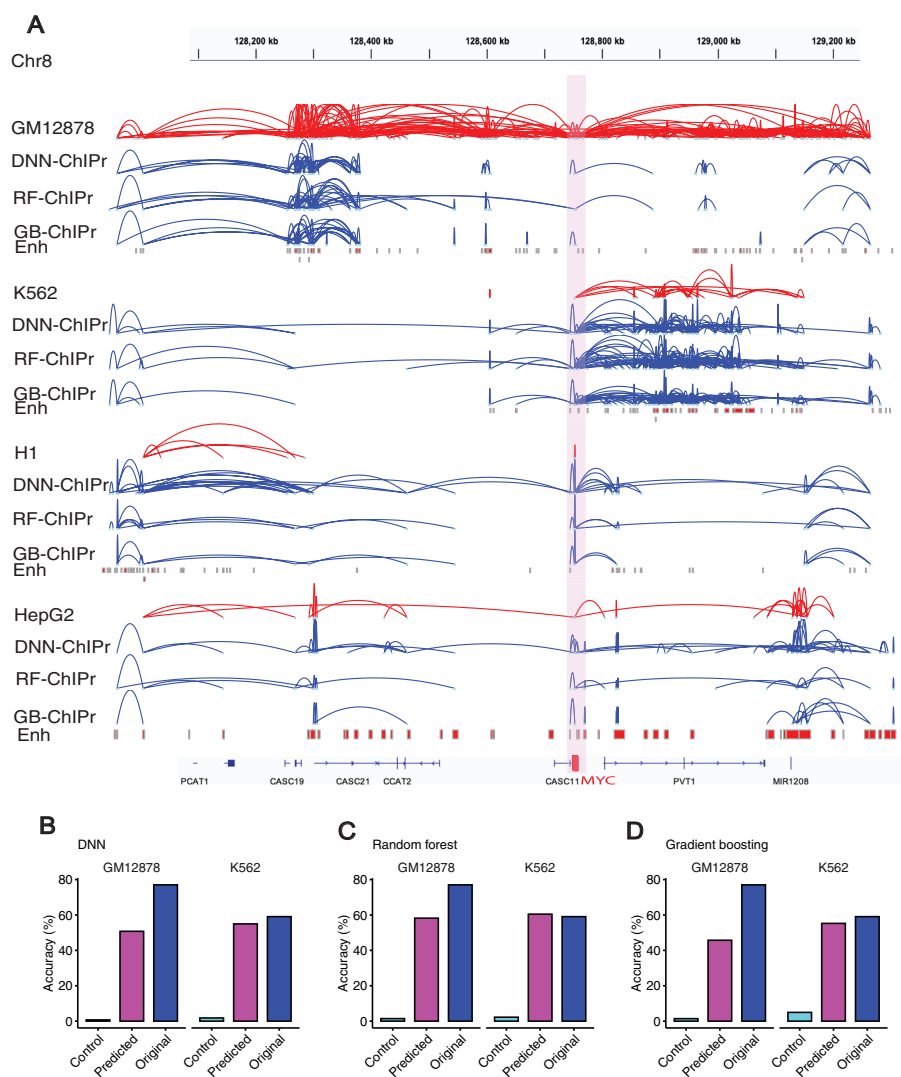 A
128,200 kb 128,400 kb 128,600 kb 128,800 kb 129,000 kb 129,200 kb
Chr8
GM12878
DNN-ChIPr
RF-ChIPr
GB-ChIPr
Enh
K562
DNN-ChIPr
RF-ChIPr
GB-ChIPr
Enh
H1
DNN-ChIPr
RF-ChIPr
GB-ChIPr
Enh
HepG2
DNN-ChIPr
RF-ChIPr
GB-ChIPr
Enh
PCAT1 CASC19 CASC21 CCAT2 CASC11 MYC PVT1 MIR1208
B C D
DNN Random forest Gradient boosting
GM12878 K562 GM12878 K562 GM12878 K562
80 80 80
60 60 60
40 40 40
20 20 20
0 0 0
Accuracy (%) Accuracy (%) Accuracy (%)
Control Predicted Original Control Predicted Original Control Predicted Original Control Predicted Original Control Predicted Original Control Predicted Original